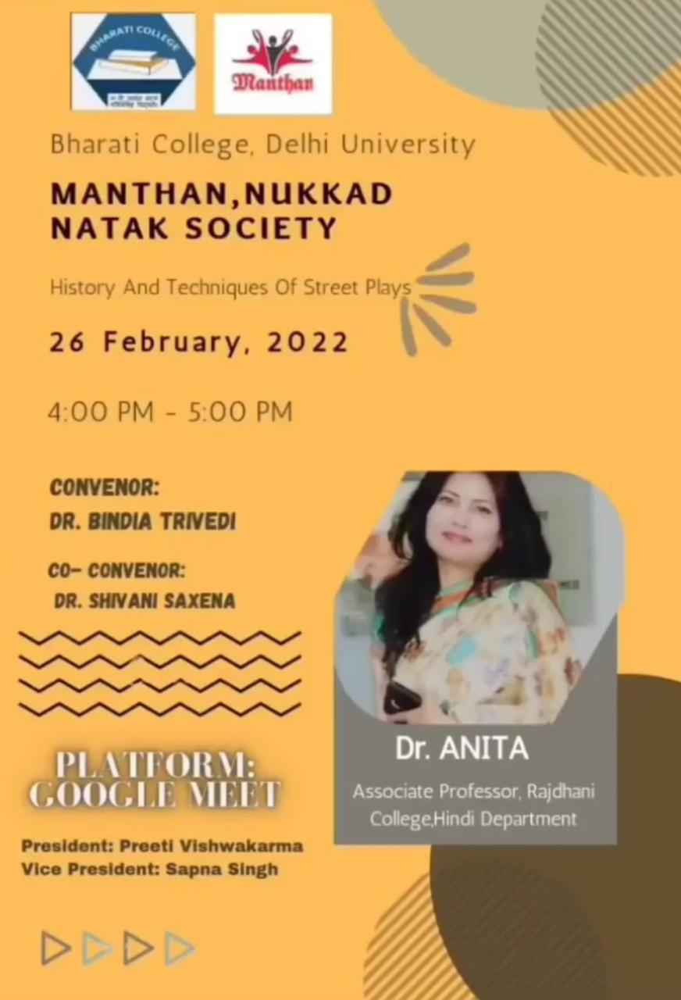 BHARATI COLLEGE
Manthan
Bharati College, Delhi University
MANTHAN,NUKKAD
NATAK SOCIETY
History And Techniques Of Street Plays
26 February, 2022
4:00 PM - 5:00 PM
CONVENOR:
DR. BINDIA TRIVEDI
CO- CONVENOR:
DR. SHIVANI SAXENA
PLATFORM:
GOOGLE MEET
President: Preeti Vishwakarma
Vice President: Sapna Singh
Dr. ANITA
Associate Professor, Rajdhani
College,Hindi Department